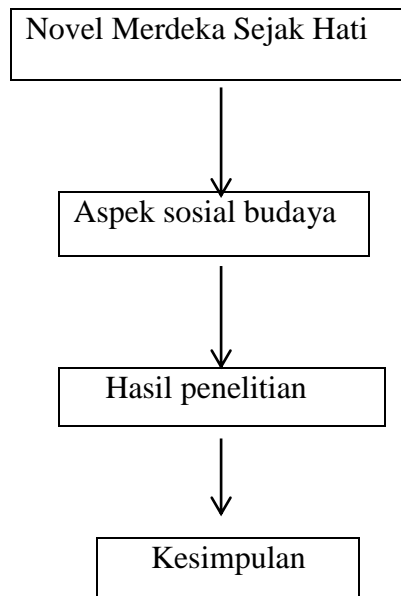 Novel Merdeka Sejak Hati
Aspek sosial budaya
Hasil penelitian
Kesimpulan